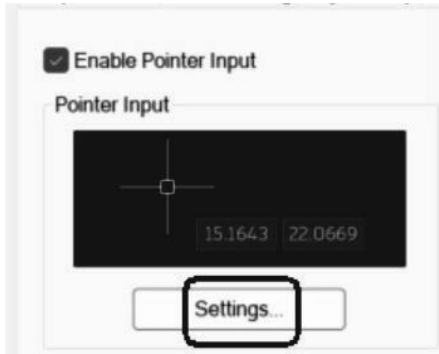 Enable Pointer Input
Pointer Input
15.1643 22.0669
Settings...